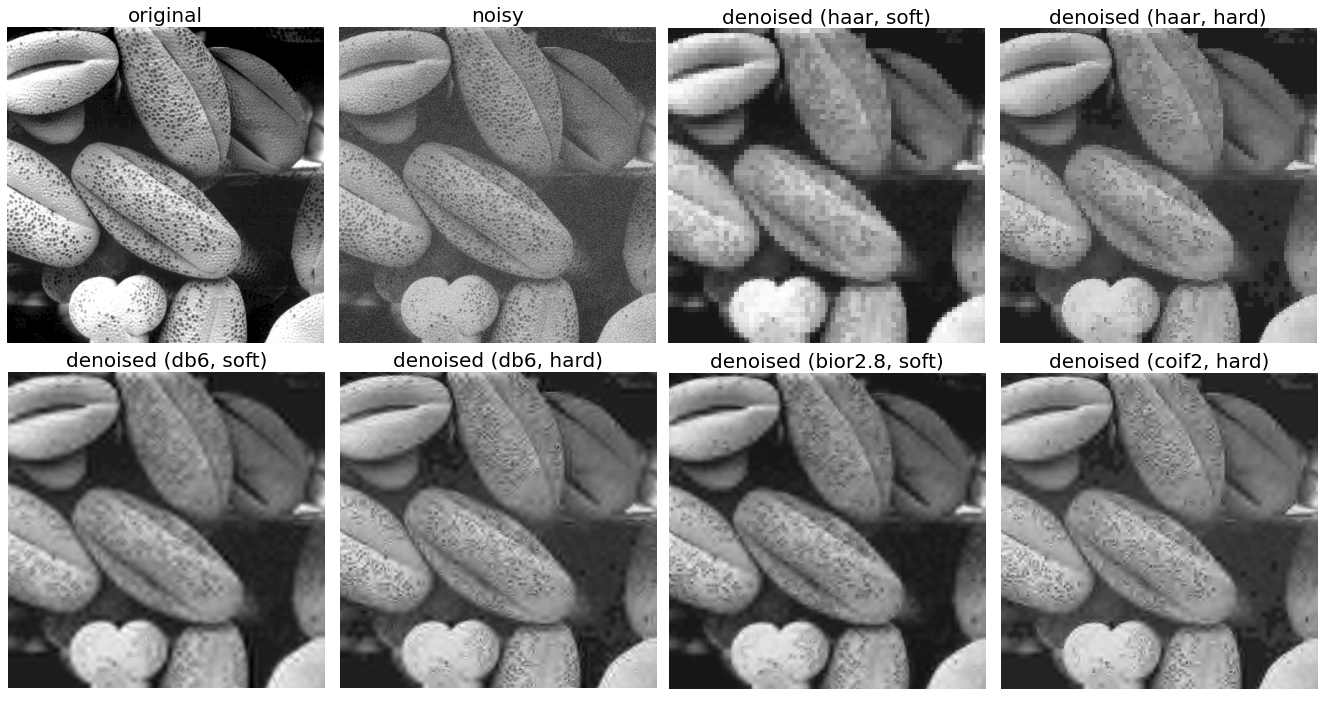 original
noisy
denoised (haar, soft)
denoised (haar, hard)
denoised (db6, soft)
denoised (db6, hard)
denoised (bior2.8, soft)
denoised (coif2, hard)